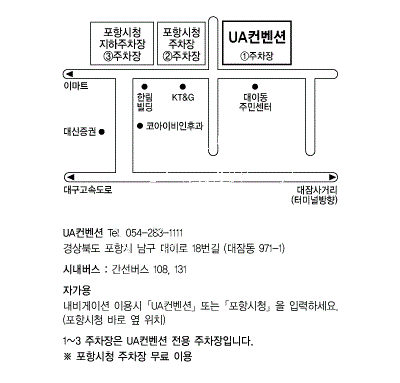 포항시청
지하주차장
③주차장
포항시청
주차장
②주차장
UA컨벤션
①주차장
이마트
한림
빌딩
KT&G
대이동
주민센터
대신증권
코아이비인후과
대구고속도로
대잠사거리
(터미널방향)
UA컨벤션 Tel. 054-283-1111
경상북도 포항시 남구 대이로 18번길 (대잠동 971-1)
시내버스 : 간선버스 108, 131
자가용
내비게이션 이용시 「UA컨벤션」 또는 「포항시청」 을 입력하세요.
(포항시청 바로 옆 위치)
1~3 주차장은 UA컨벤션 전용 주차장입니다.
※ 포항시청 주차장 무료 이용